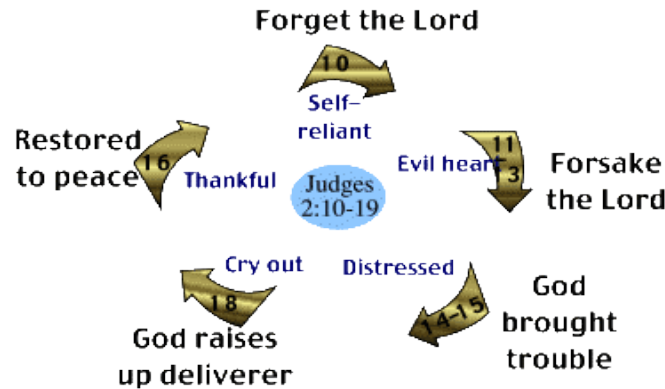 Forget the Lord
10
Self-
reliant
11
13
Evil heart
Forsake
the Lord
God
brought
trouble
14-15
Distressed
Cry out
18
God raises
up deliverer
Restored
to peace
16
Thankful
Judges
2:10-19